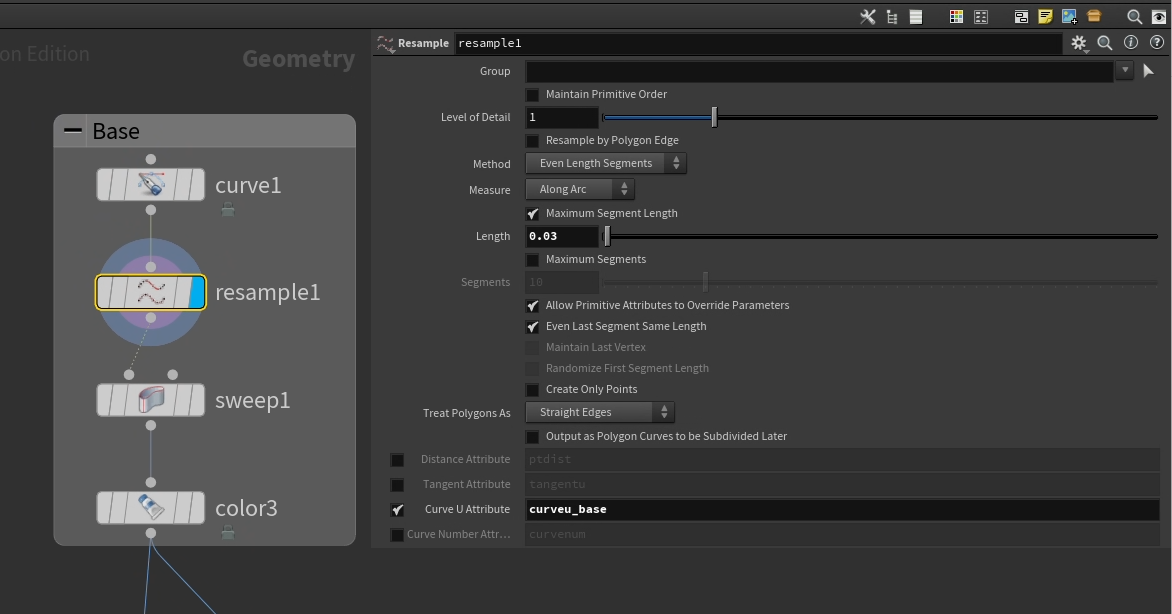 on Edition
Geometry
Base
curve1
resample1
sweep1
color3
Resample resample1
Group
Maintain Primitive Order
Level of Detail 1
Resample by Polygon Edge
Method Even Length Segments
Measure Along Arc
Maximum Segment Length
Length 0.03
Maximum Segments
Segments 10
Allow Primitive Attributes to Override Parameters
Even Last Segment Same Length
Maintain Last Vertex
Randomize First Segment Length
Create Only Points
Treat Polygons As Straight Edges
Output as Polygon Curves to be Subdivided Later
Distance Attribute ptdist
Tangent Attribute tangentu
Curve U Attribute curveu_base
Curve Number Attr... curvenum